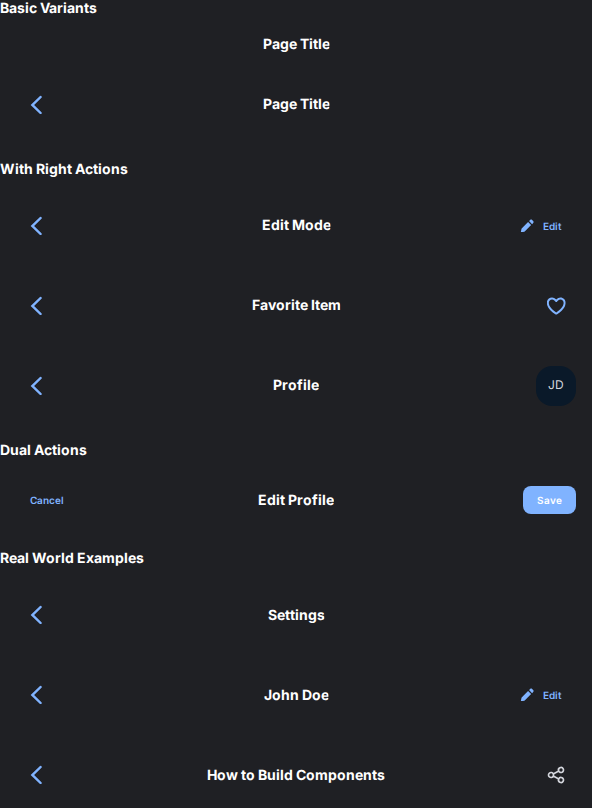 Basic Variants
Page Title
Page Title
With Right Actions
Edit Mode Edit
Favorite Item
Profile JD
Dual Actions
Cancel Edit Profile Save
Real World Examples
Settings
John Doe Edit
How to Build Components